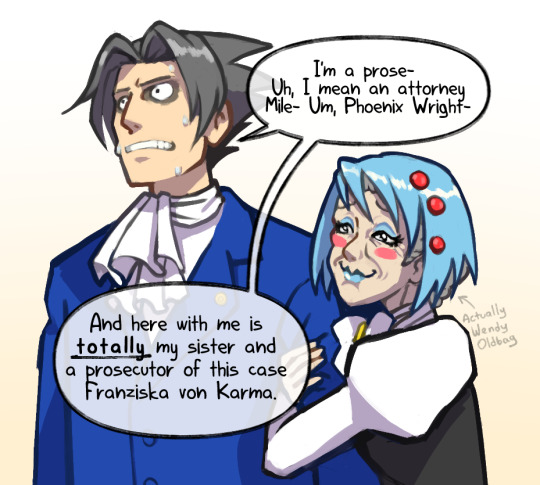 I'm a prose-
Uh, I mean an attorney
Mile- Um, Phoenix Wright-
And here with me is
totally my sister and
a prosecutor of this case
Franziska von Karma.
Actually
Wendy
Oldbag